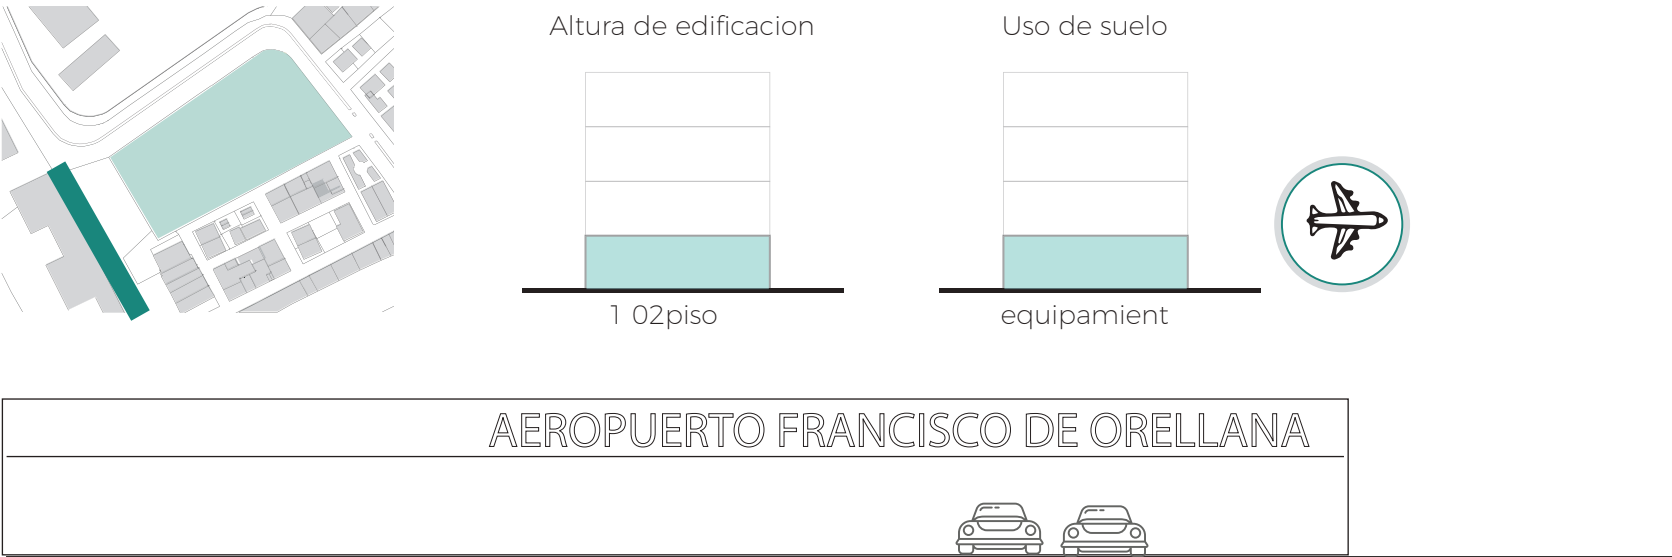 Altura de edificacion
Uso de suelo
1 02piso
equipamient
AEROPUERTO FRANCISCO DE ORELLANA